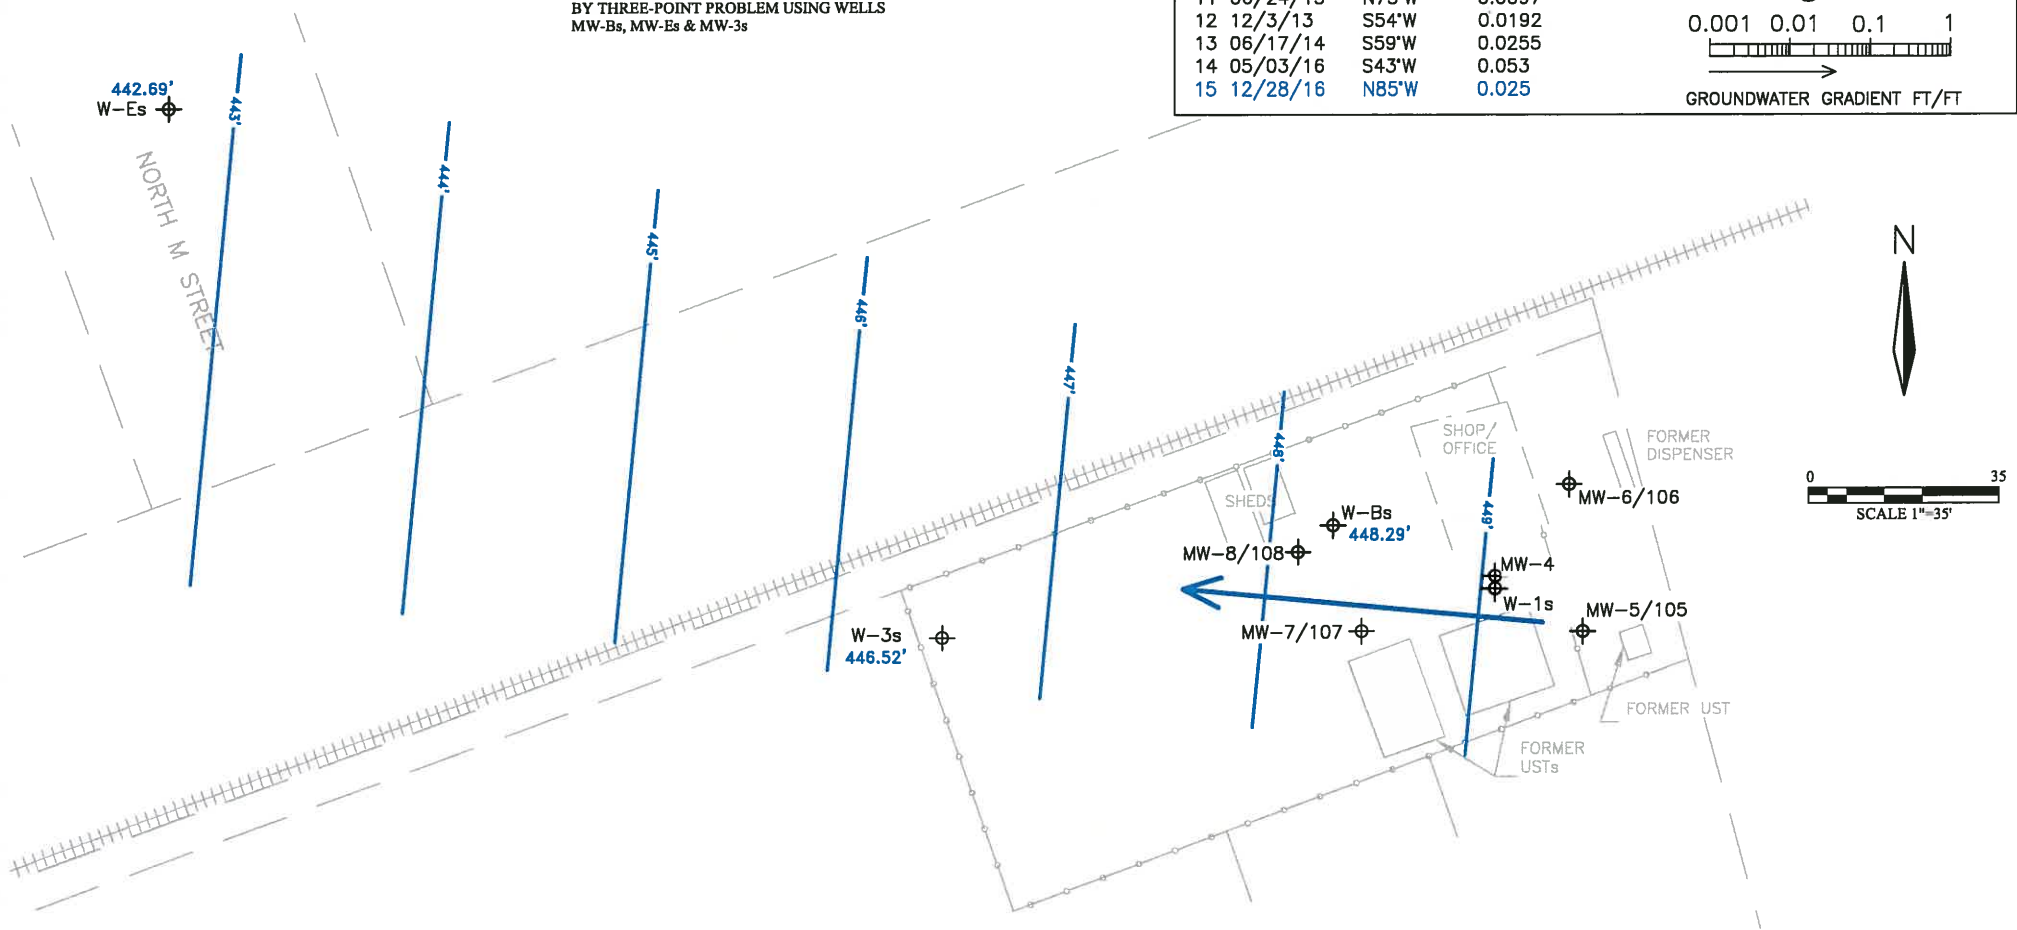 BY THREE-POINT PROBLEM USING WELLS
MW-Bs, MW-Es & MW-3s
12 12/3/13 S54°W 0.0192
13 06/17/14 S59°W 0.0255
14 05/03/16 S43°W 0.053
15 12/28/16 N85°W 0.025
0.001 0.01 0.1 1
GROUNDWATER GRADIENT FT/FT
442.69'
W-Es
443'
444'
445'
446'
447'
448'
449'
NORTH M STREET
N
0 35
SCALE 1"=35'
SHOP/
OFFICE
FORMER
DISPENSER
MW-6/106
SHEDS
W-Bs
448.29'
MW-8/108
MW-4
W-1s
MW-5/105
MW-7/107
W-3s
446.52'
FORMER UST
FORMER
USTs